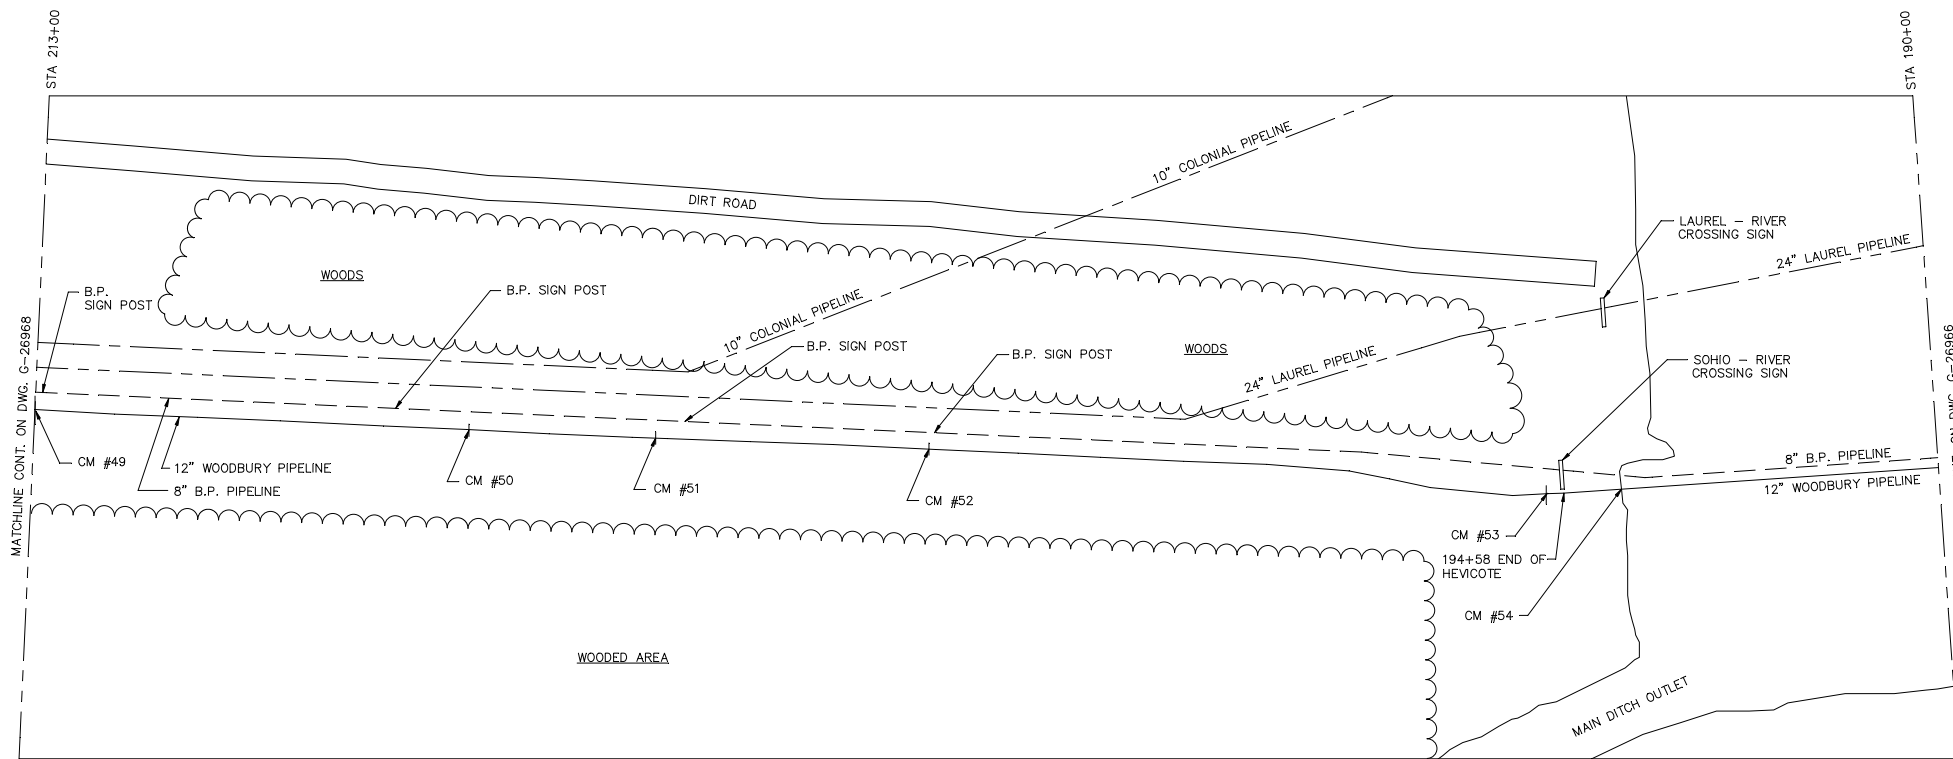 STA 213+00
STA 190+00
10" COLONIAL PIPELINE
DIRT ROAD
LAUREL – RIVER
CROSSING SIGN
24" LAUREL PIPELINE
WOODS
B.P.
SIGN POST
B.P. SIGN POST
10" COLONIAL PIPELINE
B.P. SIGN POST
B.P. SIGN POST
WOODS
24" LAUREL PIPELINE
SOHIO – RIVER
CROSSING SIGN
MATCHLINE CONT. ON DWG. G-26968
ON DWG. G-26966
CM #49
12" WOODBURY PIPELINE
8" B.P. PIPELINE
CM #50
CM #51
CM #52
8" B.P. PIPELINE
12" WOODBURY PIPELINE
CM #53
194+58 END OF
HEVICOTE
CM #54
WOODED AREA
MAIN DITCH OUTLET